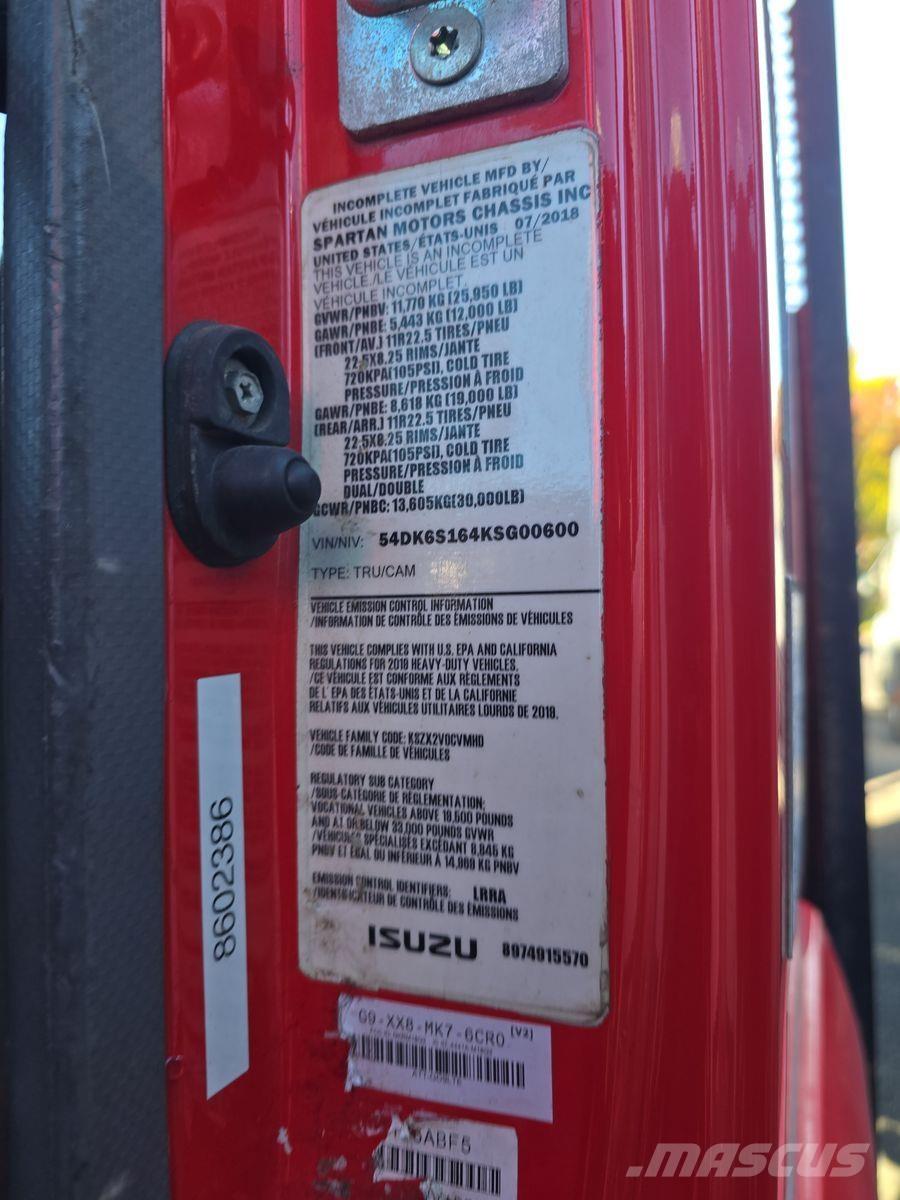 INCOMPLETE VEHICLE MFD BY/
VÉHICULE INCOMPLET FABRIQUÉ PAR
SPARTAN MOTORS CHASSIS INC
UNITED STATES/ÉTATS-UNIS 07/2018
THIS VEHICLE IS AN INCOMPLETE
VEHICLE./LE VÉHICULE EST UN
VÉHICULE INCOMPLET.
GVWR/PNBV: 11,770 KG (25,950 LB)
GAWR/PNBE: 5,443 KG (12,000 LB)
(FRONT/AV.) 11R22.5 TIRES/PNEU
22.5X8.25 RIMS/JANTE
720KPA(105PSI), COLD TIRE
PRESSURE/PRESSION À FROID
GAWR/PNBE: 8,618 KG (19,000 LB)
(REAR/ARR.) 11R22.5 TIRES/PNEU
22.5X8.25 RIMS/JANTE
720KPA(105PSI), COLD TIRE
PRESSURE/PRESSION À FROID
DUAL/DOUBLE
GCWR/PNBC: 13,605KG(30,000LB)
VIN/NIV: 54DK6S164KSG00600
TYPE: TRU/CAM
VEHICLE EMISSION CONTROL INFORMATION
/INFORMATION DE CONTRÔLE DES ÉMISSIONS DE VÉHICULES
THIS VEHICLE COMPLIES WITH U.S. EPA AND CALIFORNIA
REGULATIONS FOR 2018 HEAVY-DUTY VEHICLES.
/CE VÉHICULE EST CONFORME AUX RÈGLEMENTS
DE L' EPA DES ÉTATS-UNIS ET DE LA CALIFORNIE
RELATIFS AUX VÉHICULES UTILITAIRES LOURDS DE 2018.
VEHICLE FAMILY CODE: KSZX2VOCVMHD
/CODE DE FAMILLE DE VÉHICULES
REGULATORY SUB CATEGORY
/SOUS-CATÉGORIE DE RÉGLEMENTATION:
VOCATIONAL VEHICLES ABOVE 19,500 POUNDS
AND AT OR BELOW 33,000 POUNDS GVWR
/VÉHICULES SPÉCIALISÉS EXCÉDANT 8,845 KG
PNBV ET ÉGAL OU INFÉRIEUR À 14,969 KG PNBV
EMISSION CONTROL IDENTIFIERS: LRRA
/IDENTIFICATEUR DE CONTRÔLE DES ÉMISSIONS
ISUZU 8974915570
8602386
G9-XX8-MK7-6CR0 [V2]
6ABF5
MASCUS